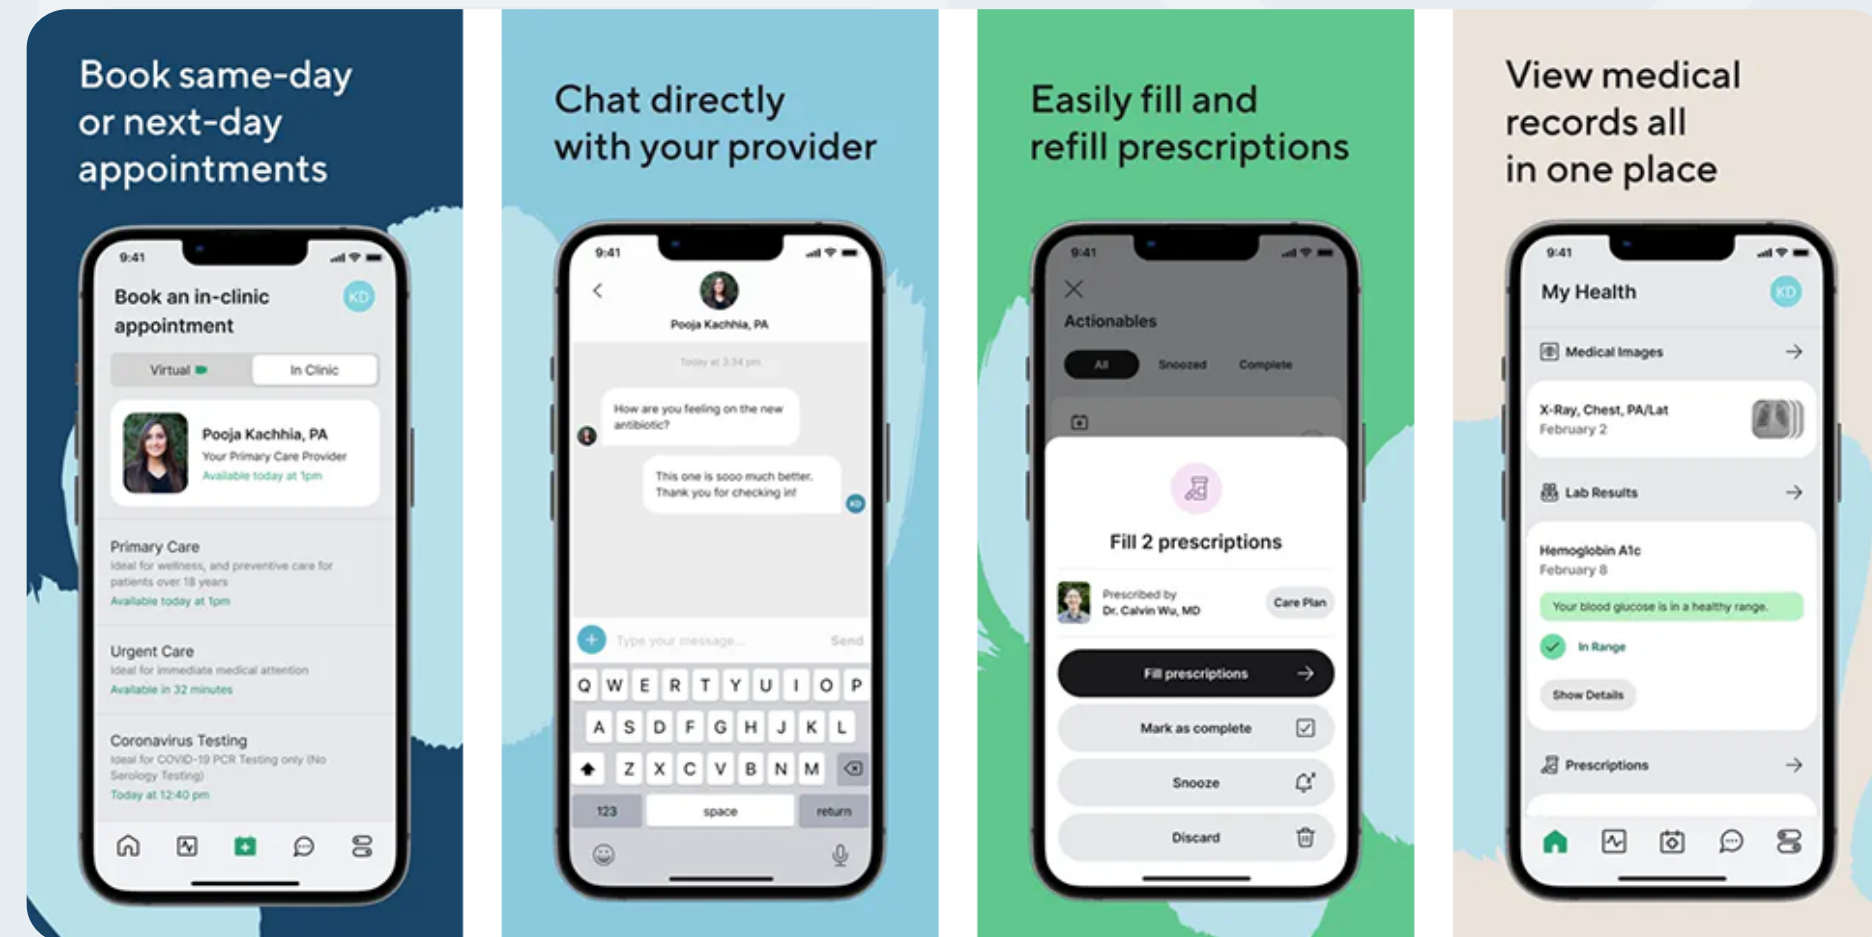 Book same-day
or next-day
appointments
9:41
Book an in-clinic
appointment
KD
Virtual
In Clinic
Pooja Kachhia, PA
Your Primary Care Provider
Available today at 1pm
Primary Care
Ideal for wellness, and preventive care for
patients over 18 years
Available today at 1pm
Urgent Care
Ideal for immediate medical attention
Available in 32 minutes
Coronavirus Testing
Ideal for COVID-19 PCR Testing only (No
Serology Testing)
Today at 12:40 pm
Chat directly
with your provider
9:41
Pooja Kachhia, PA
Today at 3:34 pm
How are you feeling on the new
antibiotic?
This one is sooo much better.
Thank you for checking in!
KD
Type your message...
Send
Q W E R T Y U I O P
A S D F G H J K L
Z X C V B N M
123
space
return
Easily fill and
refill prescriptions
9:41
Actionables
All
Snoozed
Complete
Fill 2 prescriptions
Prescribed by
Dr. Calvin Wu, MD
Care Plan
Fill prescriptions
Mark as complete
Snooze
Discard
View medical
records all
in one place
9:41
My Health
KD
Medical Images
X-Ray, Chest, PA/Lat
February 2
Lab Results
Hemoglobin A1c
February 8
Your blood glucose is in a healthy range.
In Range
Show Details
Prescriptions